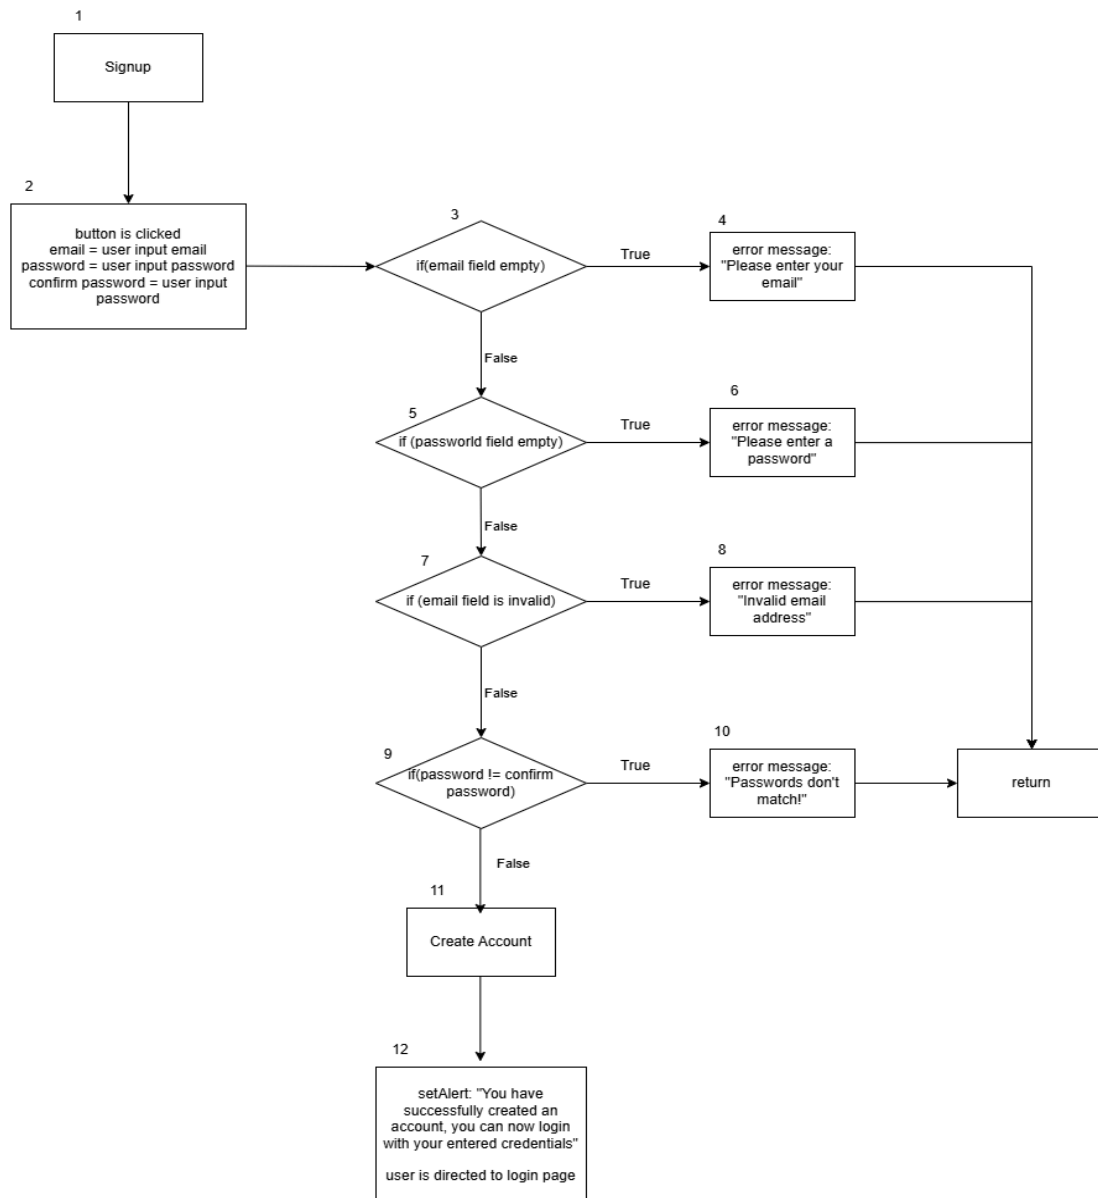 1
Signup
2
button is clicked
email = user input email
password = user input password
confirm password = user input
password
3
if(email field empty)
True
4
error message:
"Please enter your
email"
False
5
if (passworld field empty)
True
6
error message:
"Please enter a
password"
False
7
if (email field is invalid)
True
8
error message:
"Invalid email
address"
False
9
if(password != confirm
password)
True
10
error message:
"Passwords don't
match!"
return
False
11
Create Account
12
setAlert: "You have
successfully created an
account, you can now login
with your entered credentials"
user is directed to login page